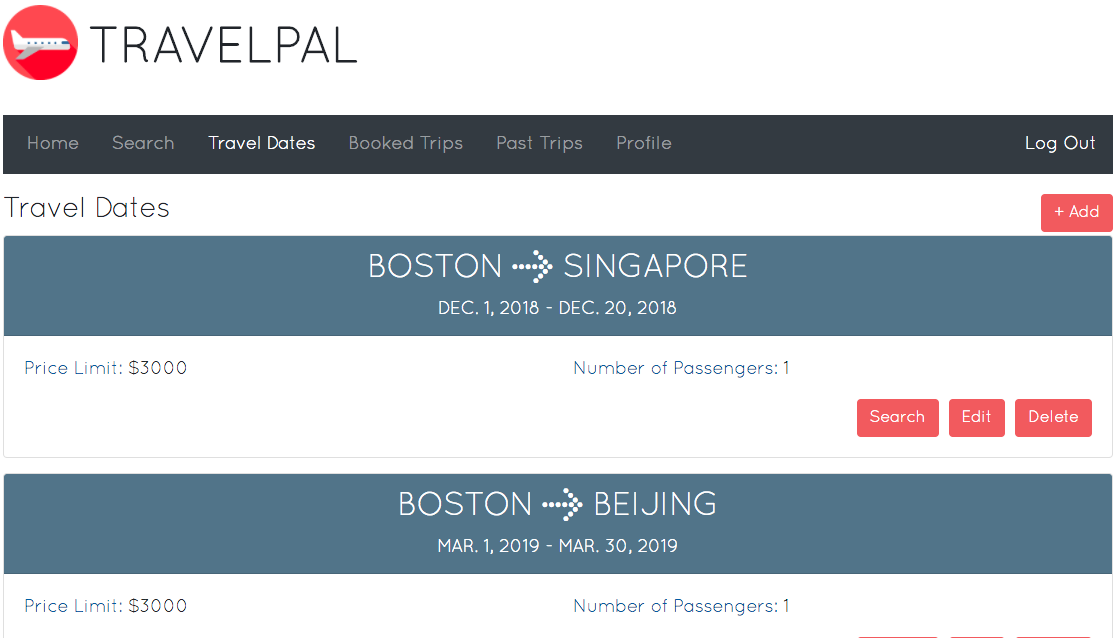 TRAVELPAL
Home Search Travel Dates Booked Trips Past Trips Profile Log Out
Travel Dates + Add
BOSTON SINGAPORE
DEC. 1, 2018 - DEC. 20, 2018
Price Limit: $3000 Number of Passengers: 1
Search Edit Delete
BOSTON BEIJING
MAR. 1, 2019 - MAR. 30, 2019
Price Limit: $3000 Number of Passengers: 1